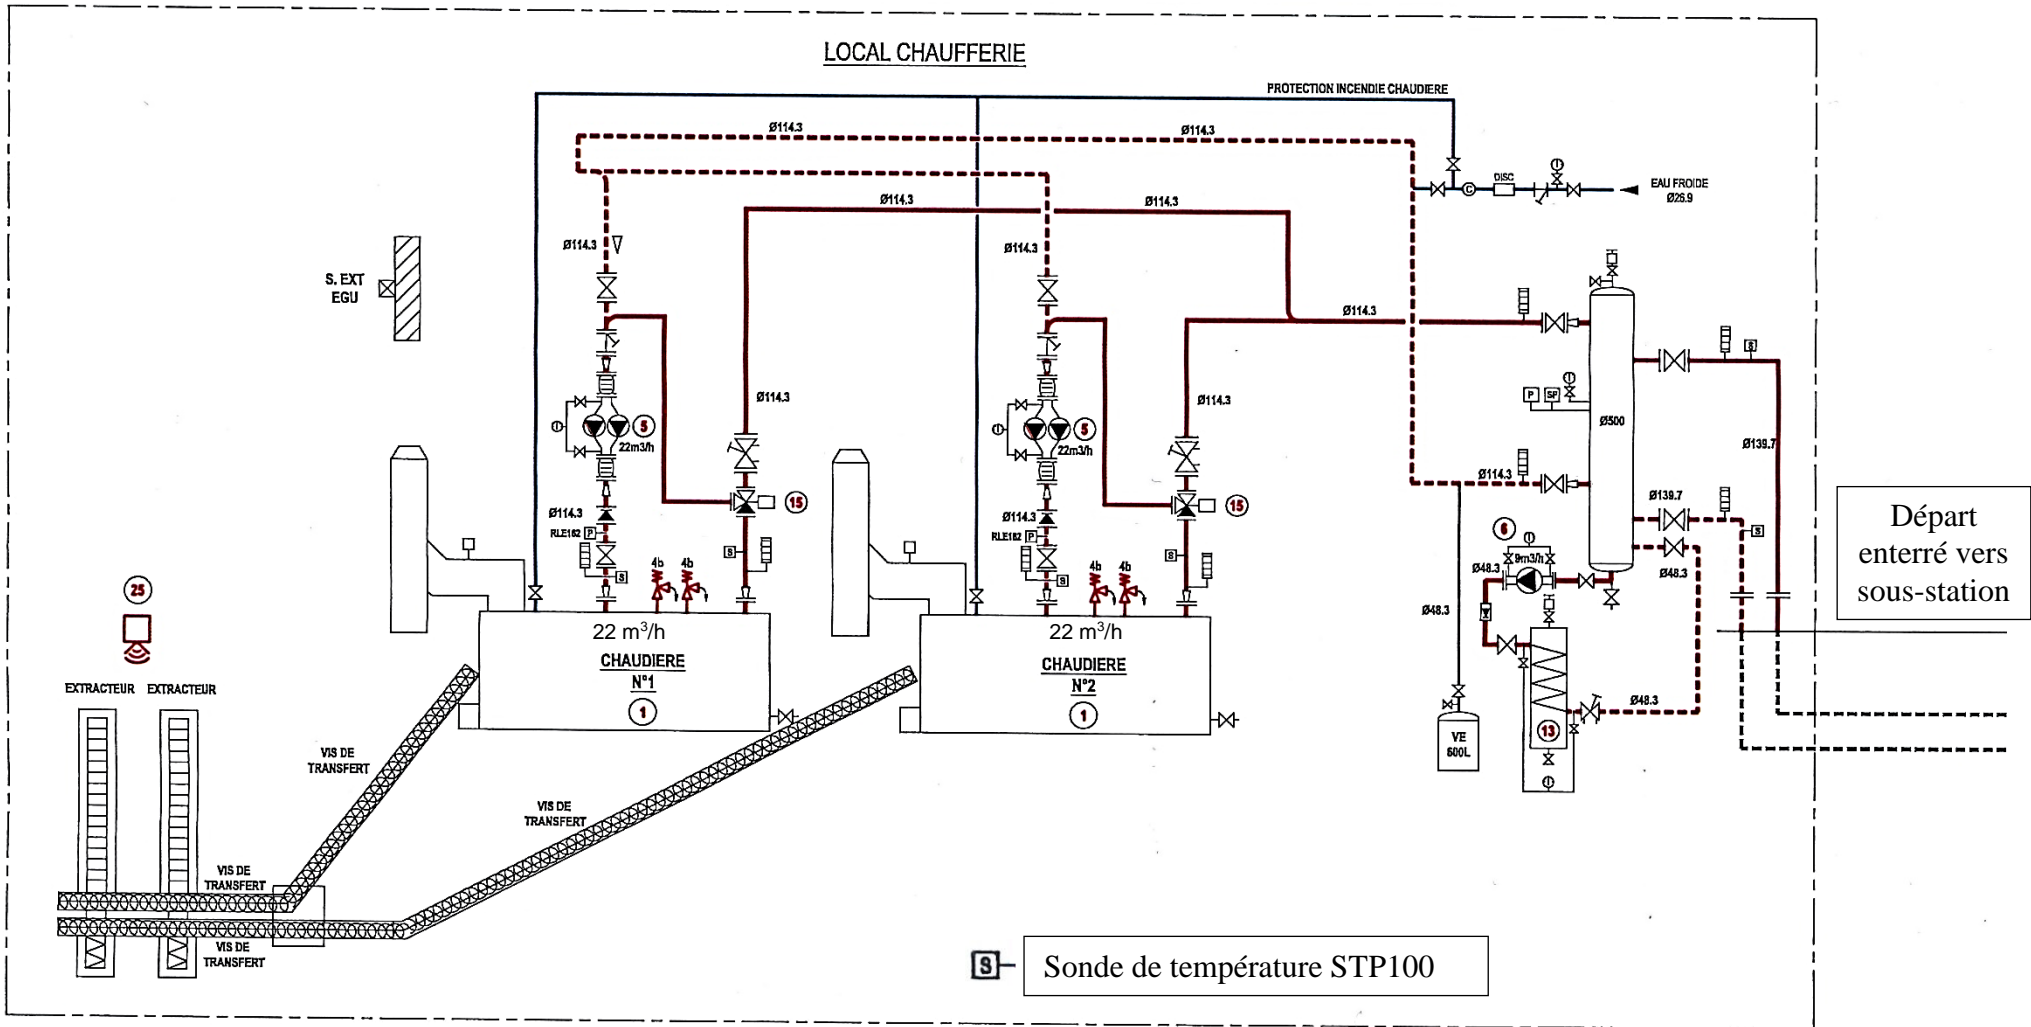 LOCAL CHAUFFERIE
PROTECTION INCENDIE CHAUDIERE
Ø114.3
Ø114.3
DISC
C
EAU FROIDE
Ø26.9
Ø114.3
Ø114.3
Ø114.3
Ø114.3
S. EXT
EGU
Ø114.3
Ø114.3
Ø114.3
P
SP
Ø500
Ø139.7
5
22m3/h
5
22m3/h
Ø114.3
Ø139.7
S
S
15
15
Ø114.3
RLE162
P
Ø114.3
RLE162
P
6
9m3/h
Ø48.3
Ø48.3
Ø48.3
Départ
enterré vers
sous-station
S
S
S
S
4b
4b
4b
4b
25
22 m³/h
CHAUDIERE
N°1
1
22 m³/h
CHAUDIERE
N°2
1
Ø48.3
13
VE
600L
EXTRACTEUR
EXTRACTEUR
VIS DE
TRANSFERT
VIS DE
TRANSFERT
VIS DE
TRANSFERT
VIS DE
TRANSFERT
S
Sonde de température STP100